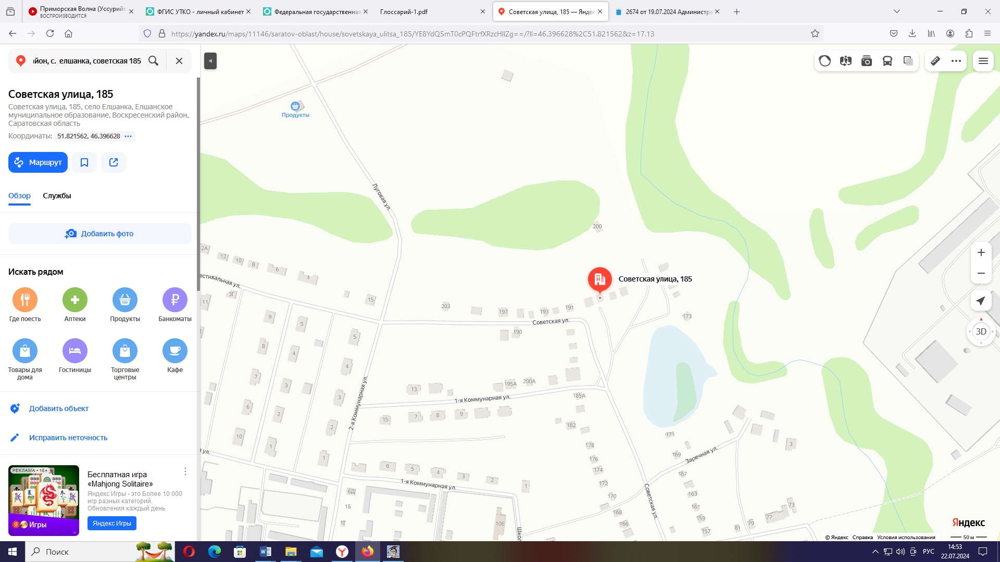 Приморская Волна (Уссурийс
ВОСПРОИЗВОДИТСЯ
ФГИС УТКО - личный кабинет
Федеральная государственная
Глоссарий-1.pdf
Советская улица, 185 — Яндек
2674 от 19.07.2024 Администра
https://yandex.ru/maps/11146/saratov-oblast/house/sovetskaya_ulitsa_185/YE8YdQ5mT0cPQFtrfXRzcHllZg==/?ll=46.396628%2C51.821562&z=17.13
йон, с. елшанка, советская 185
Советская улица, 185
Советская улица, 185, село Елшанка, Елшанское
муниципальное образование, Воскресенский район,
Саратовская область
Координаты: 51.821562, 46.396628
Маршрут
Обзор
Службы
Добавить фото
Искать рядом
Где поесть
Аптеки
Продукты
Банкоматы
Товары для
дома
Гостиницы
Торговые
центры
Кафе
Добавить объект
Исправить неточность
РЕКЛАМА • 16+
Игры
Бесплатная игра
«Mahjong Solitaire»
Яндекс Игры - это Более 10 000
игр разных категорий.
Обновления каждый день
Яндекс Игры
Продукты
Луговая ул.
200
2А
12
10
8
6
4
естивальная ул.
3Г
11
15
Советская улица, 185
203
197
193
191
173
Советская ул.
190
9
5
5
8
4
4
7
3
3
2-я Коммунарная ул.
13
195А
200А
185А
1-я Коммунарная ул.
6
2
2
15
7
8
9
182
171
10
1
1
178
169
3
Заречная ул.
176
174
167
я ул.
6
5
4
3
2
1
172
1-я Коммунарная ул.
6Д
1Б
1Г
10Б
170
163
161
73
168
159
77
166
157
79
81
Советская ул.
Шко
3D
Яндекс
© Яндекс Справка Условия использования
50 м
Поиск
РУС
14:53
22.07.2024